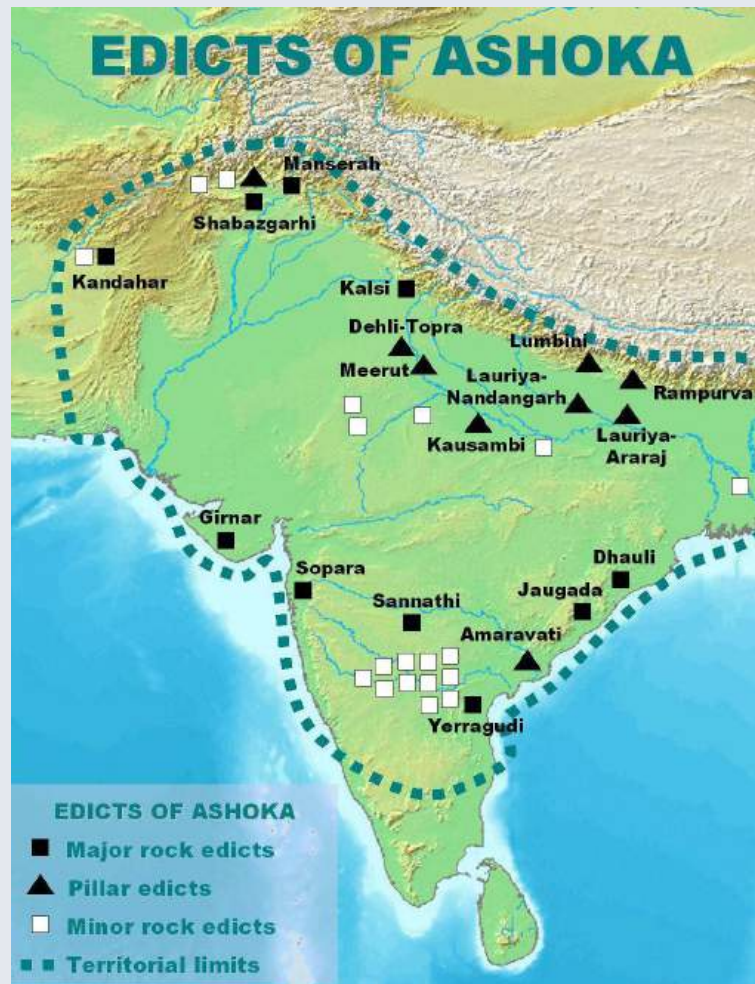 EDICTS OF ASHOKA
Manserah
Shabazgarhi
Kandahar
Kalsi
Dehli-Topra
Lumbini
Meerut
Lauriya-
Nandangarh
Rampurva
Kausambi
Lauriya-
Araraj
Girnar
Sopara
Dhauli
Sannathi
Jaugada
Amaravati
Yerragudi
EDICTS OF ASHOKA
Major rock edicts
Pillar edicts
Minor rock edicts
Territorial limits